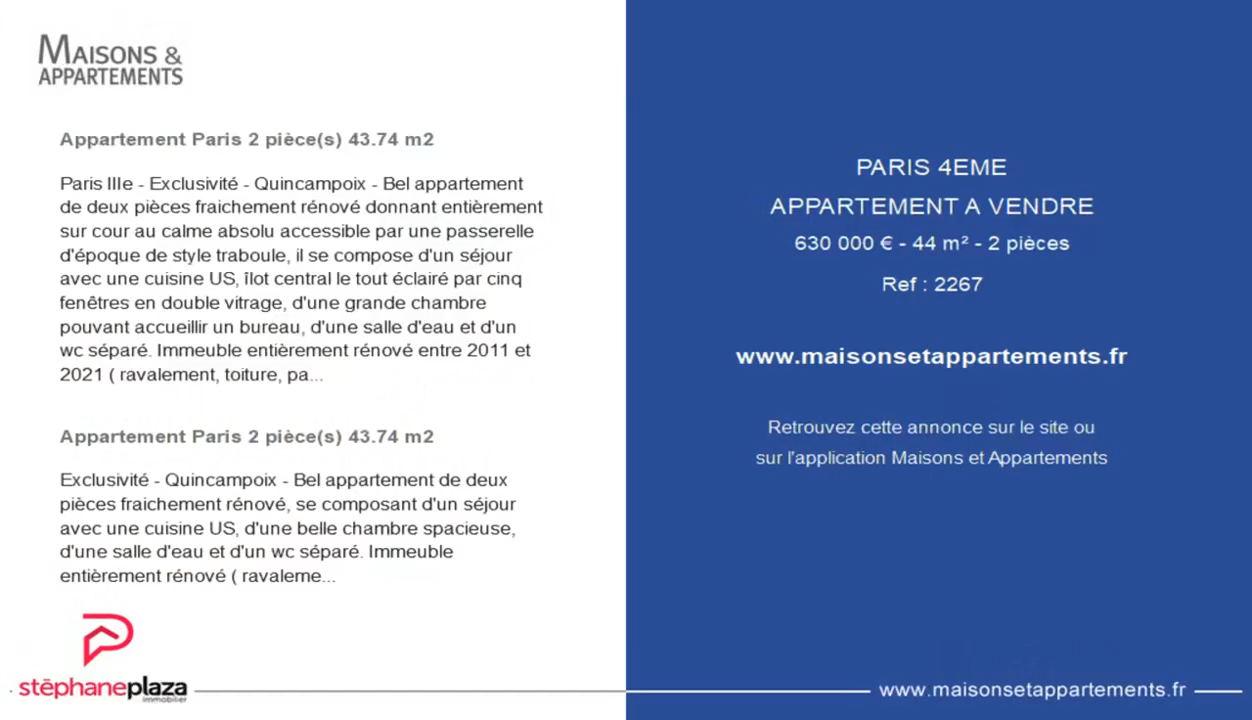 MAISONS &
APPARTEMENTS
Appartement Paris 2 pièce(s) 43.74 m2
Paris IIIe - Exclusivité - Quincampoix - Bel appartement
de deux pièces fraichement rénové donnant entièrement
sur cour au calme absolu accessible par une passerelle
d'époque de style traboule, il se compose d'un séjour
avec une cuisine US, îlot central le tout éclairé par cinq
fenêtres en double vitrage, d'une grande chambre
pouvant accueillir un bureau, d'une salle d'eau et d'un
wc séparé. Immeuble entièrement rénové entre 2011 et
2021 ( ravalement, toiture, pa...
Appartement Paris 2 pièce(s) 43.74 m2
Exclusivité - Quincampoix - Bel appartement de deux
pièces fraichement rénové, se composant d'un séjour
avec une cuisine US, d'une belle chambre spacieuse,
d'une salle d'eau et d'un wc séparé. Immeuble
entièrement rénové ( ravaleme...
stéphaneplaza
immobilier
PARIS 4EME
APPARTEMENT A VENDRE
630 000 € - 44 m² - 2 pièces
Ref : 2267
www.maisonsetappartements.fr
Retrouvez cette annonce sur le site ou
sur l'application Maisons et Appartements
www.maisonsetappartements.fr